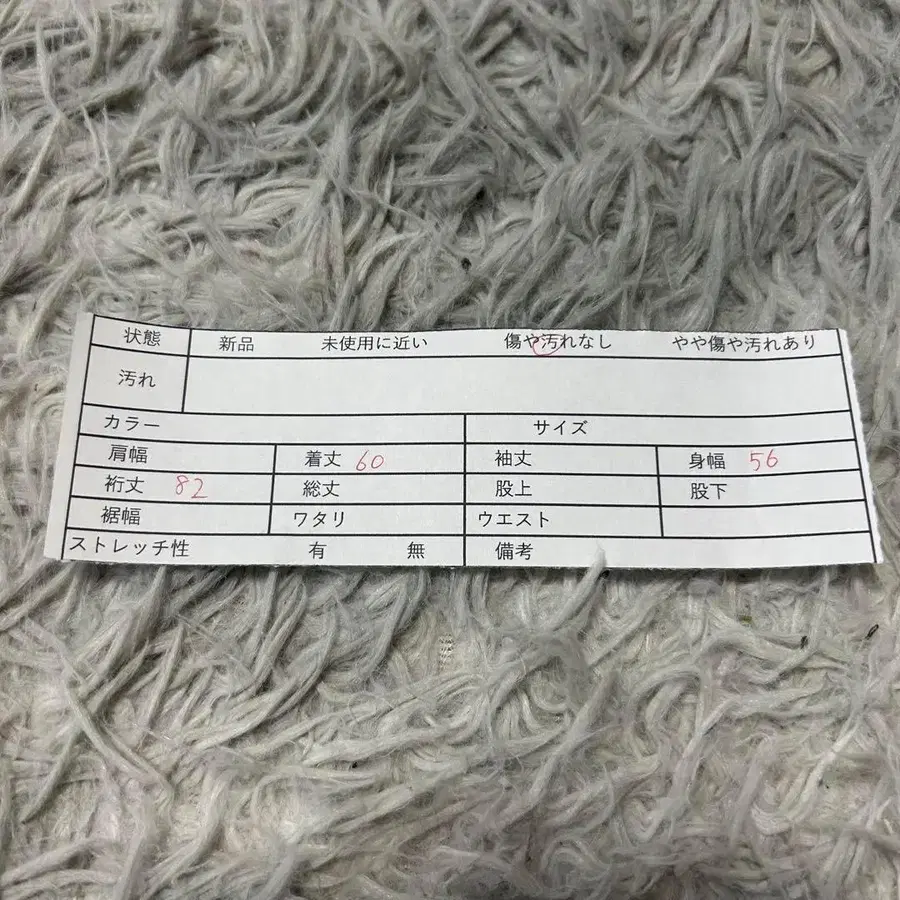 状態 新品 未使用に近い 傷や汚れなし やや傷や汚れあり
汚れ
カラー サイズ
肩幅 着丈 60 袖丈 身幅 56
裄丈 82 総丈 股上 股下
裾幅 ワタリ ウエスト
ストレッチ性 有 無 備考